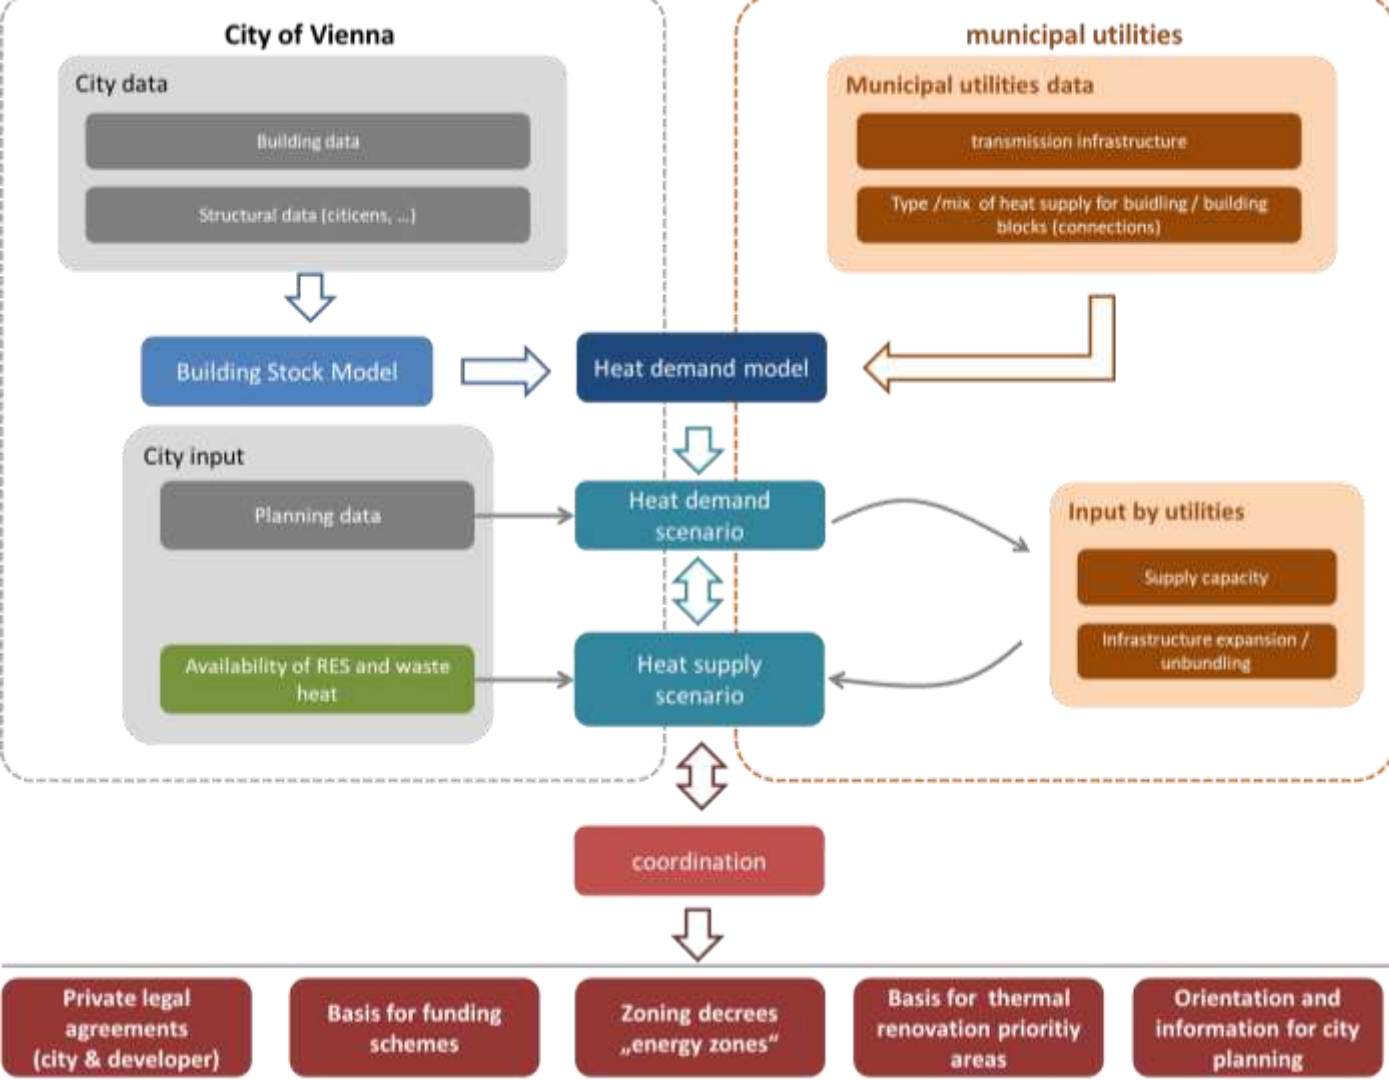 City of Vienna
municipal utilities
City data
Building data
Structural data (citicens, ...)
Municipal utilities data
transmission infrastructure
Type /mix of heat supply for buidling / building
blocks (connections)
Building Stock Model
Heat demand model
City input
Planning data
Heat demand
scenario
Input by utilities
Supply capacity
Infrastructure expansion /
unbundling
Availability of RES and waste
heat
Heat supply
scenario
coordination
Private legal
agreements
(city & developer)
Basis for funding
schemes
Zoning decrees
„energy zones“
Basis for thermal
renovation prioritiy
areas
Orientation and
information for city
planning